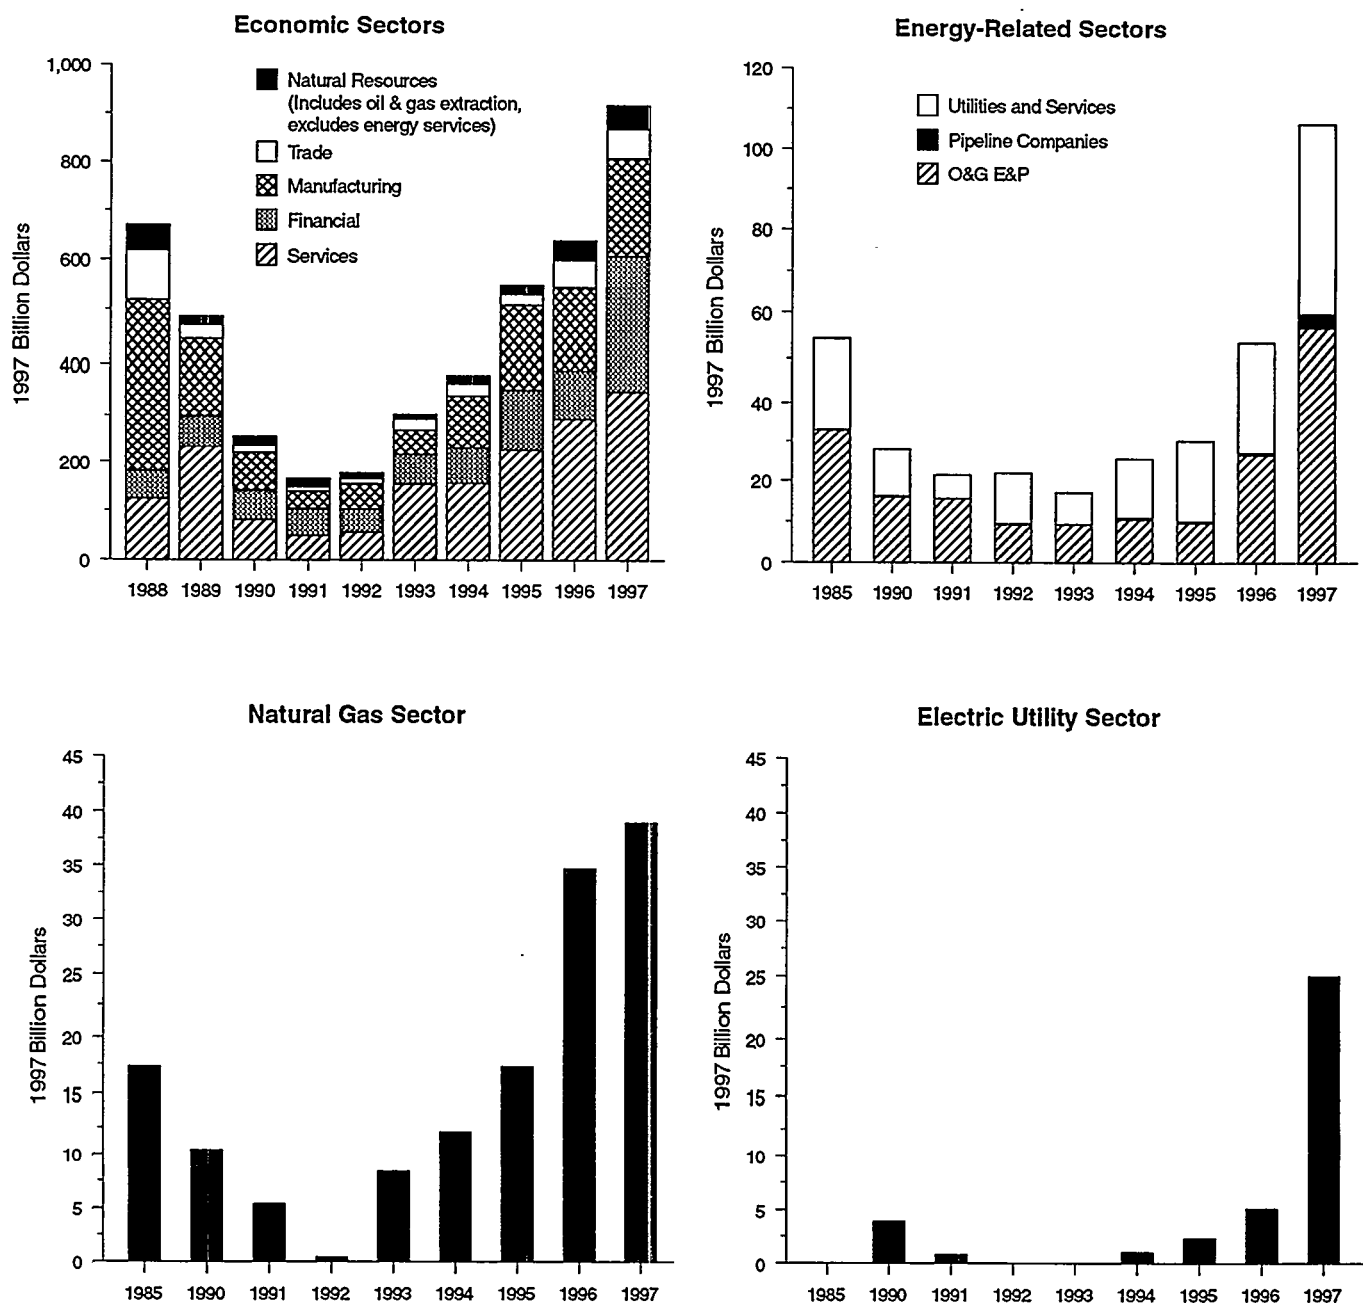 Economic Sectors
1,000
800
600
400
200
0
1997 Billion Dollars
Natural Resources
(Includes oil & gas extraction,
excludes energy services)
Trade
Manufacturing
Financial
Services
1988 1989 1990 1991 1992 1993 1994 1995 1996 1997
Energy-Related Sectors
120
100
80
60
40
20
0
1997 Billion Dollars
Utilities and Services
Pipeline Companies
O&G E&P
1985 1990 1991 1992 1993 1994 1995 1996 1997
Natural Gas Sector
45
40
35
30
25
20
15
10
5
0
1997 Billion Dollars
1985 1990 1991 1992 1993 1994 1995 1996 1997
Electric Utility Sector
45
40
35
30
25
20
15
10
5
0
1997 Billion Dollars
1985 1990 1991 1992 1993 1994 1995 1996 1997